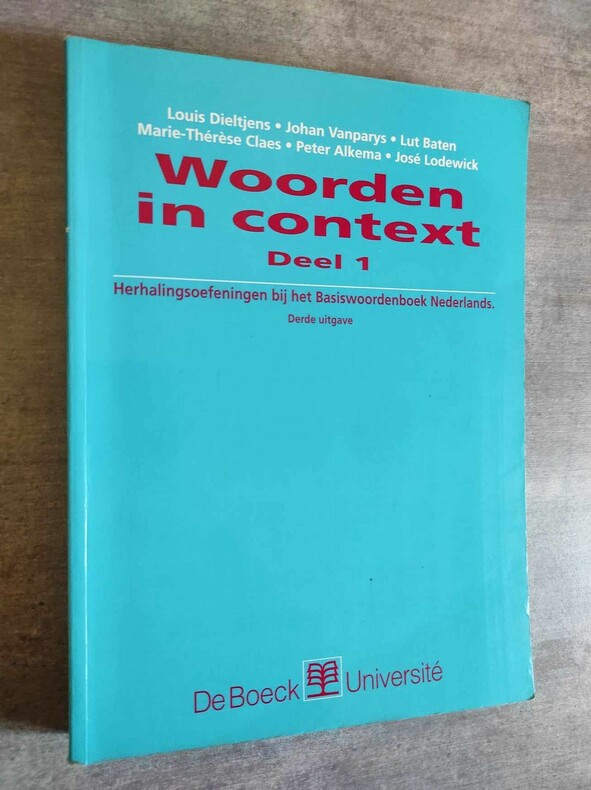 Louis Dieltjens • Johan Vanparys • Lut Baten
Marie-Thérèse Claes • Peter Alkema • José Lodewick
Woorden
in context
Deel 1
Herhalingsoefeningen bij het Basiswoordenboek Nederlands.
Derde uitgave
De Boeck Université